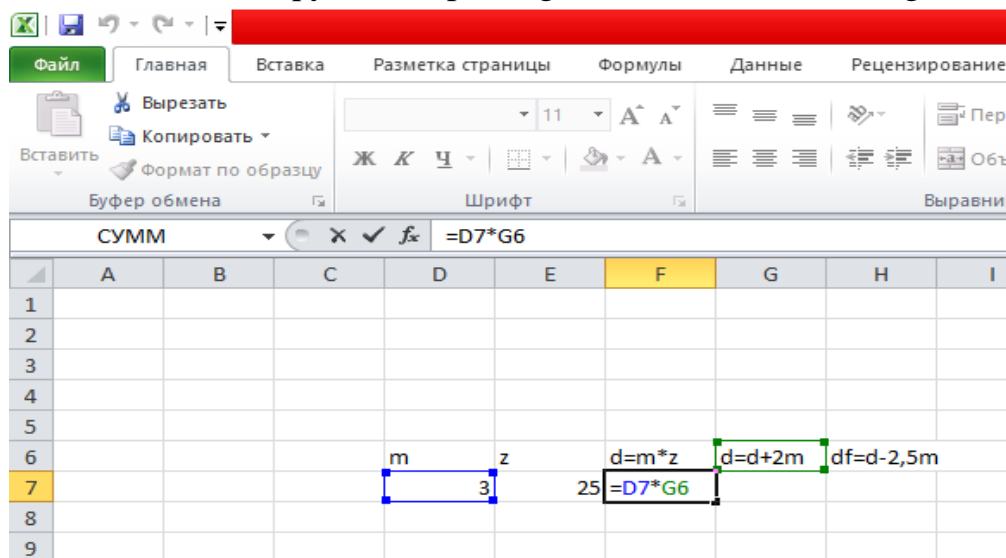 Файл Главная Вставка Разметка страницы Формулы Данные Рецензирование
Вырезать
Копировать
Вставить
Формат по образцу
Буфер обмена
11
А А
Ж К Ч А
Шрифт
СУММ fx =D7*G6
A B C D E F G H I
1
2
3
4
5
6 m z d=m*z d=d+2m df=d-2,5m
7 3 25 =D7*G6
8
9